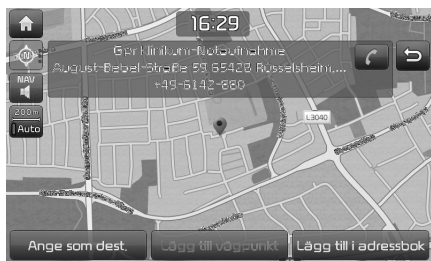 16:29
Gpr Klinikum-Notaufnahme
August-Bebel-Straße 59 65428 Rüsselsheim,...
+49-6142-880
N
NAV
200m
Auto
L3040
Ange som dest.
Lägg till vägpunkt
Lägg till i adressbok